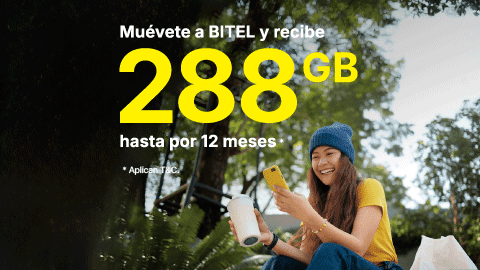 Muévete a BITEL y recibe
288GB
hasta por 12 meses*
* Aplican T&C.